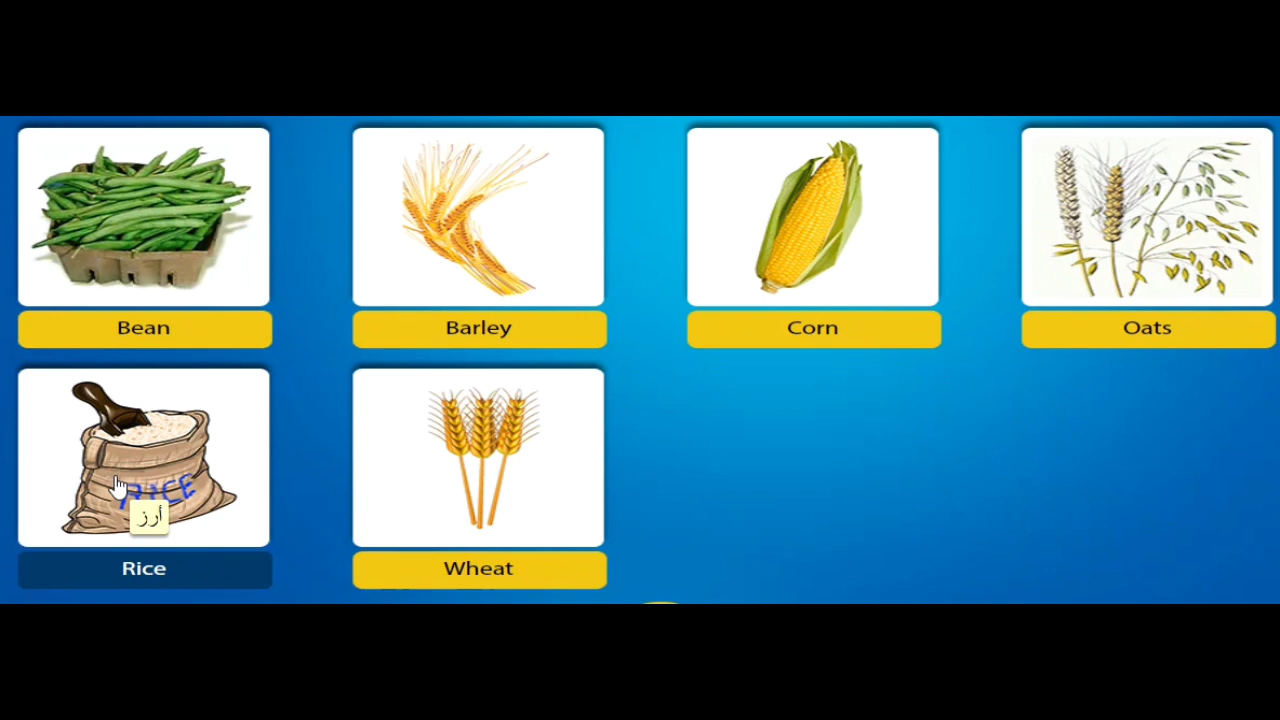 Bean
Barley
Corn
Oats
RICE
أرز
Rice
Wheat